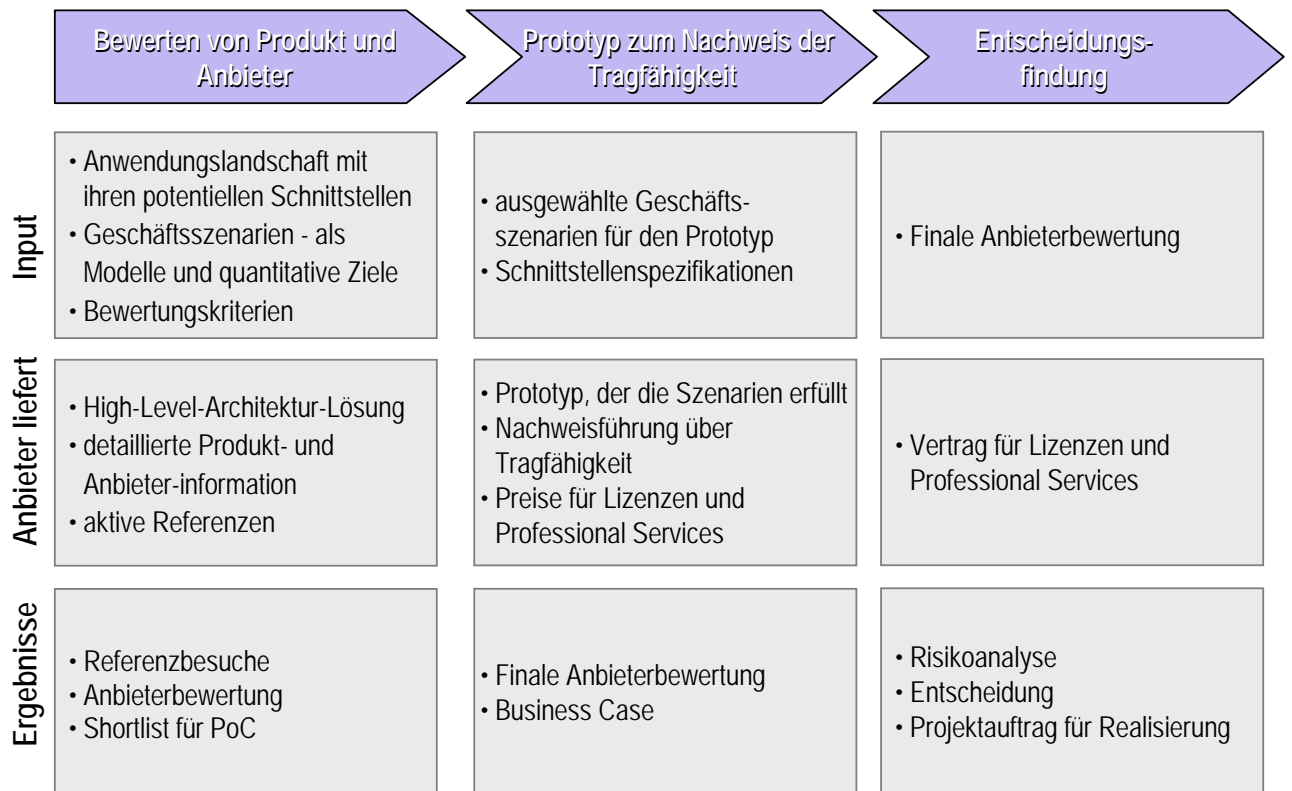 Bewerten von Produkt und
Anbieter
Prototyp zum Nachweis der
Tragfähigkeit
Entscheidungs-
findung
Input
• Anwendungslandschaft mit
ihren potentiellen Schnittstellen
• Geschäftsszenarien - als
Modelle und quantitative Ziele
• Bewertungskriterien
• ausgewählte Geschäfts-
szenarien für den Prototyp
• Schnittstellenspezifikationen
• Finale Anbieterbewertung
Anbieter liefert
• High-Level-Architektur-Lösung
• detaillierte Produkt- und
Anbieter-information
• aktive Referenzen
• Prototyp, der die Szenarien erfüllt
• Nachweisführung über
Tragfähigkeit
• Preise für Lizenzen und
Professional Services
• Vertrag für Lizenzen und
Professional Services
Ergebnisse
• Referenzbesuche
• Anbieterbewertung
• Shortlist für PoC
• Finale Anbieterbewertung
• Business Case
• Risikoanalyse
• Entscheidung
• Projektauftrag für Realisierung